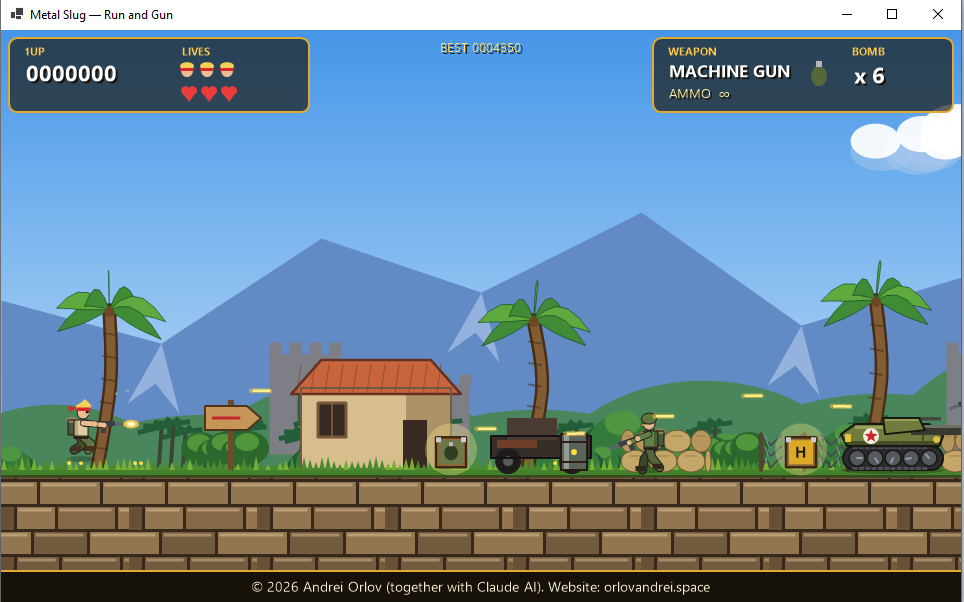 Metal Slug — Run and Gun
1UP
LIVES
0000000
BEST 0004350
WEAPON
BOMB
MACHINE GUN
x 6
AMMO ∞
H
© 2026 Andrei Orlov (together with Claude AI). Website: orlovandrei.space